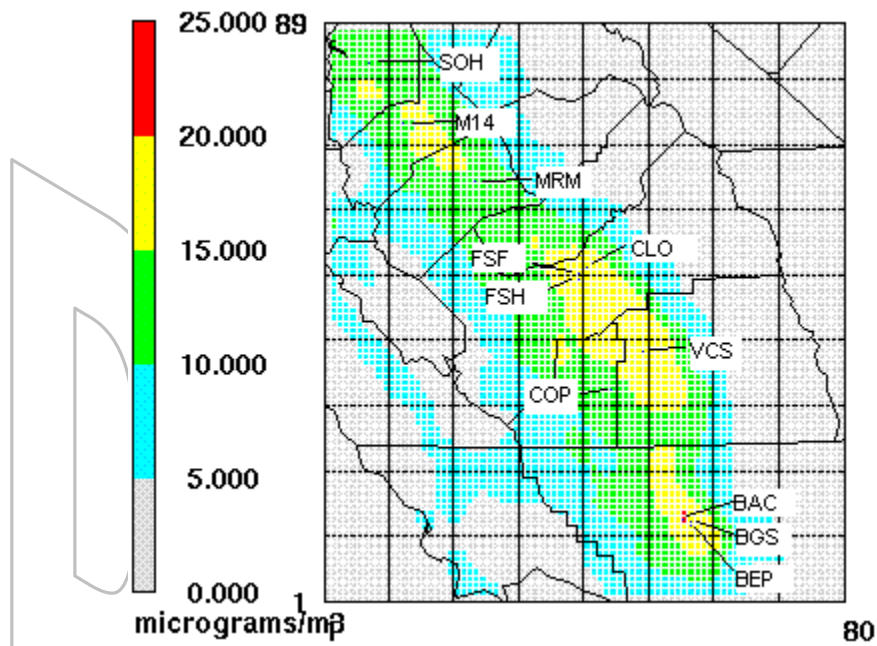 25.000
20.000
15.000
10.000
5.000
0.000
micrograms/m3
89
1
1
80
SOH
M14
MRM
CLO
FSF
FSH
VCS
COP
BAC
BGS
BEP